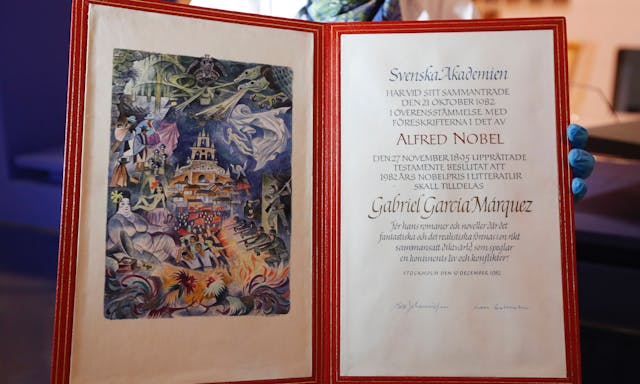 Svenska Akademien
HAR VID SITT SAMMANTRÄDE
DEN 21 OKTOBER 1982
I ÖVERENSSTÄMMELSE MED
FÖRESKRIFTERNA I DET AV
ALFRED NOBEL
DEN 27 NOVEMBER 1895 UPPRÄTTADE
TESTAMENTE BESLUTAT ATT
1982 ÅRS NOBELPRIS I LITTERATUR
SKALL TILLDELAS
Gabriel García Márquez
"för hans romaner och noveller där det
fantastiska och det realistiska förenas i en rikt
sammansatt diktvärld som speglar
en kontinents liv och konflikter"
STOCKHOLM DEN 10 DECEMBER 1982